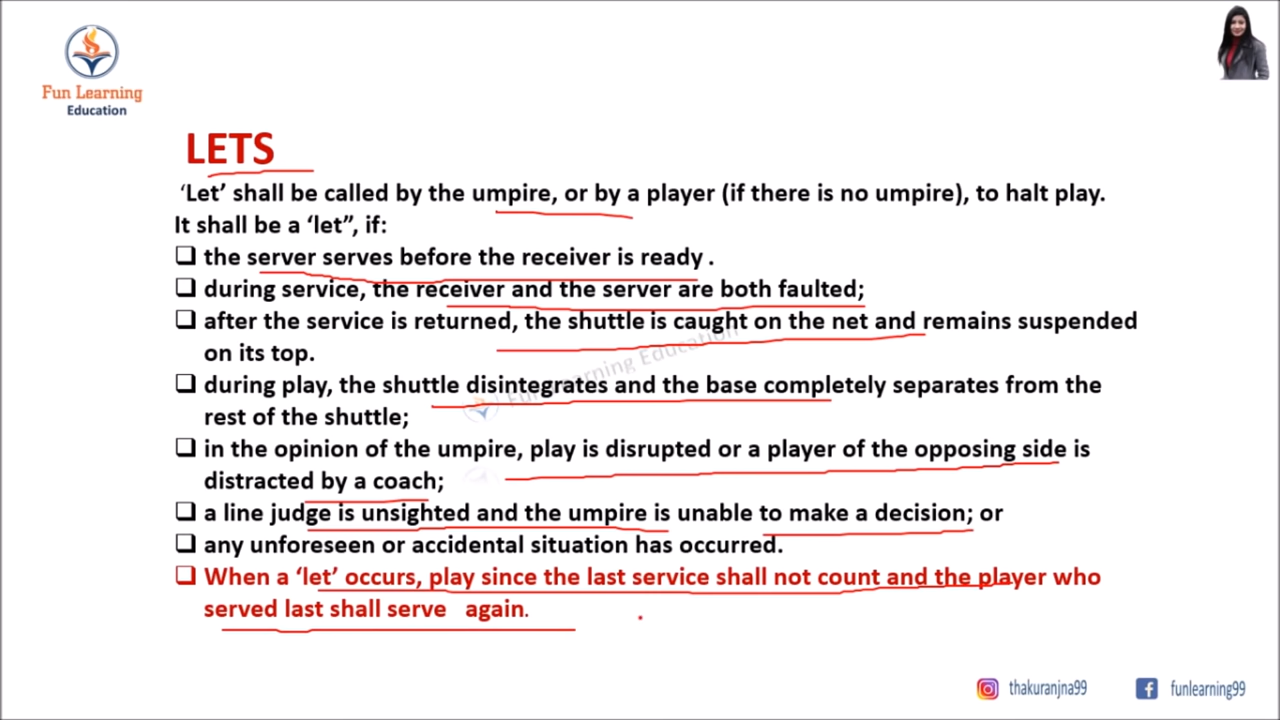 Fun Learning
Education
LETS
‘Let’ shall be called by the umpire, or by a player (if there is no umpire), to halt play.
It shall be a ‘let”, if:
❑ the server serves before the receiver is ready .
❑ during service, the receiver and the server are both faulted;
❑ after the service is returned, the shuttle is caught on the net and remains suspended
on its top.
❑ during play, the shuttle disintegrates and the base completely separates from the
rest of the shuttle;
❑ in the opinion of the umpire, play is disrupted or a player of the opposing side is
distracted by a coach;
❑ a line judge is unsighted and the umpire is unable to make a decision; or
❑ any unforeseen or accidental situation has occurred.
❑ When a ‘let’ occurs, play since the last service shall not count and the player who
served last shall serve again.
Fun Learning Education
thakuranjna99
funlearning99